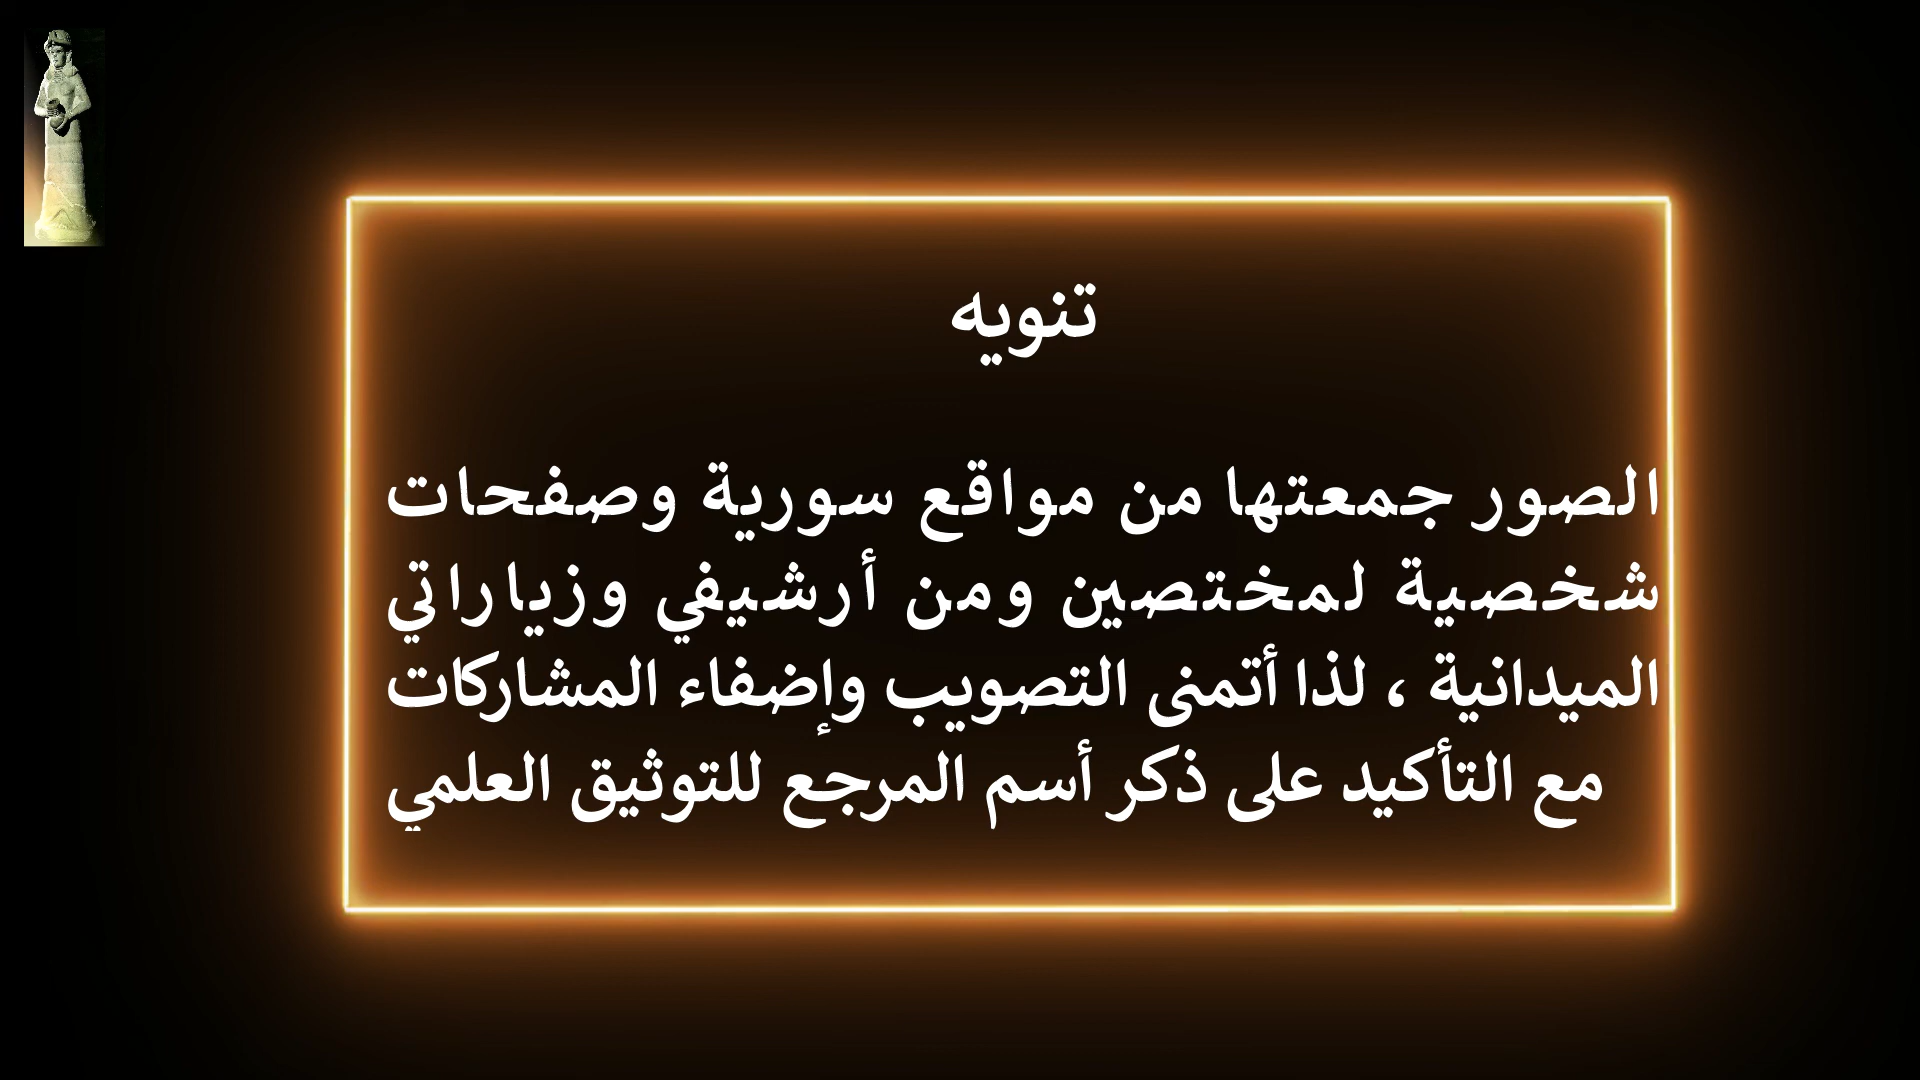 تنويه
الصور جمعتها من مواقع سورية وصفحات
شخصية لمختصين ومن أرشيفي وزياراتي
الميدانية ، لذا أتمنى التصويب وإضفاء المشاركات
مع التأكيد على ذكر أسم المرجع للتوثيق العلمي